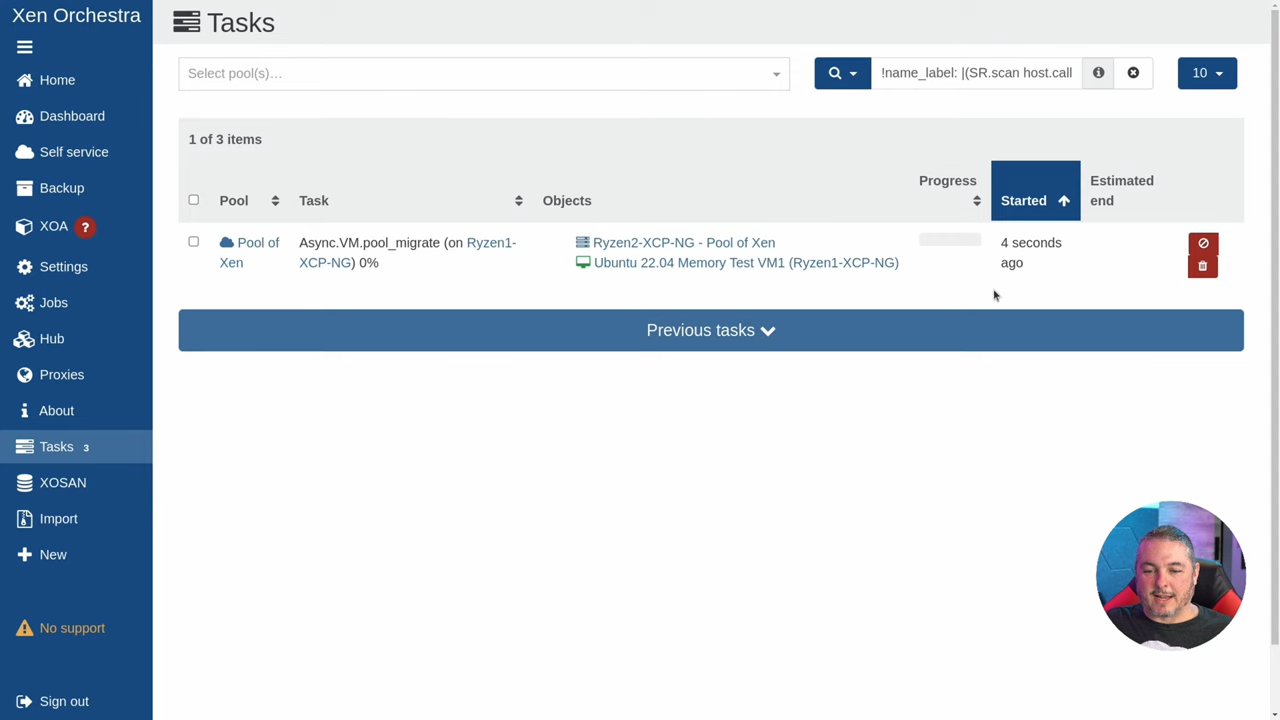 Xen Orchestra
Tasks
Select pool(s)…
!name_label: |(SR.scan host.call
10
Home
Dashboard
Self service
Backup
XOA ?
Settings
Jobs
Hub
Proxies
About
Tasks 3
XOSAN
Import
New
No support
Sign out
1 of 3 items
Pool
Task
Objects
Progress
Started
Estimated
end
Pool of
Xen
Async.VM.pool_migrate (on Ryzen1-
XCP-NG) 0%
Ryzen2-XCP-NG - Pool of Xen
Ubuntu 22.04 Memory Test VM1 (Ryzen1-XCP-NG)
4 seconds
ago
Previous tasks